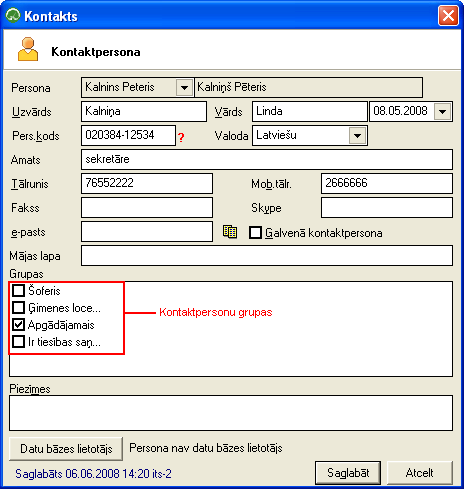 Kontakts
Kontaktpersona
Persona Kalnins Peteris Kalniņš Pēteris
Uzvārds Kalniņa Vārds Linda 08.05.2008
Pers.kods 020384-12534 ? Valoda Latviešu
Amats sekretāre
Tālrunis 76552222 Mob.tālr. 2666666
Fakss Skype
e-pasts Galvenā kontaktpersona
Mājas lapa
Grupas
Šoferis
Ģimenes loce...
Apgādājamais
Ir tiesības saņ...
Kontaktpersonu grupas
Piezīmes
Datu bāzes lietotājs Persona nav datu bāzes lietotājs
Saglabāts 06.06.2008 14:20 its-2 Saglabāt Atcelt